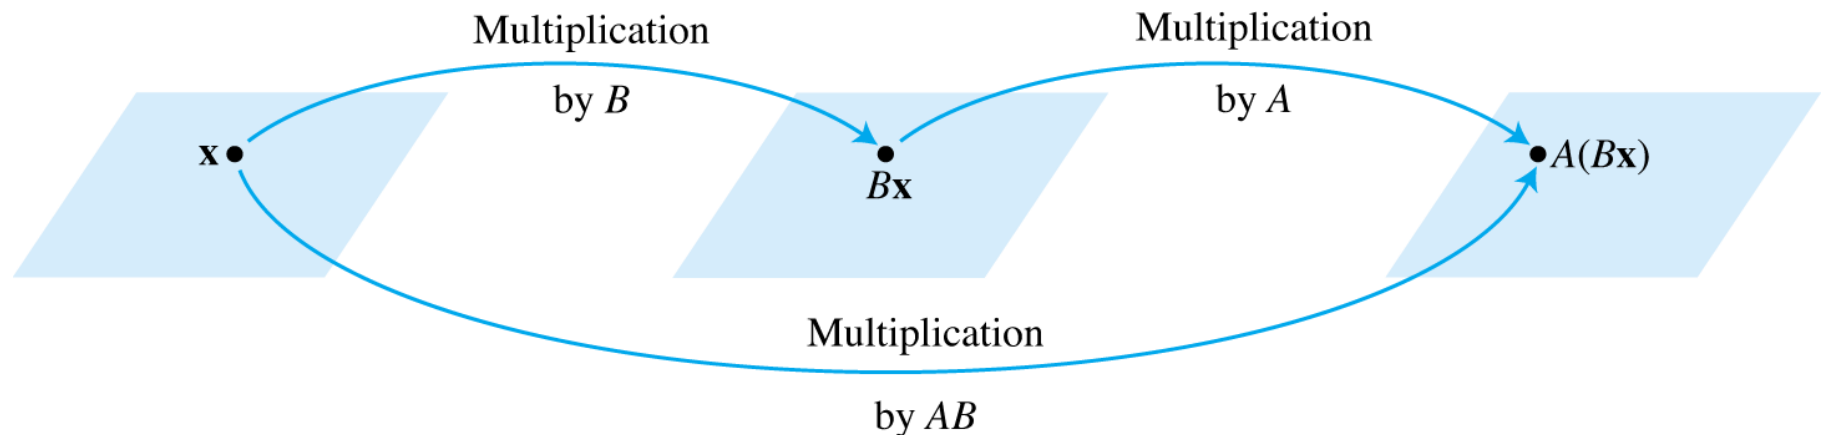 Multiplication
by B
Multiplication
by A
x
Bx
A(Bx)
Multiplication
by AB